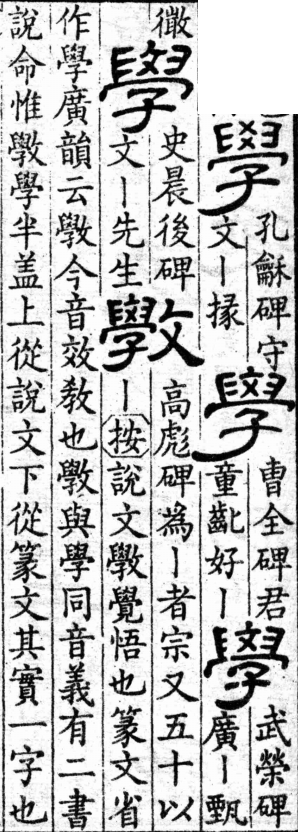 學
孔龢碑守
文丨掾
學
曹全碑君
童齔好丨
學
武榮碑
廣丨甄
微
學
史晨後碑
文丨先生
斆
高彪碑為丨者宗又五十以
丨按說文斆覺悟也篆文省
作學廣韻云斆今音效教也斆與學同音義有二書
說命惟斆學半盖上從說文下從篆文其實一字也